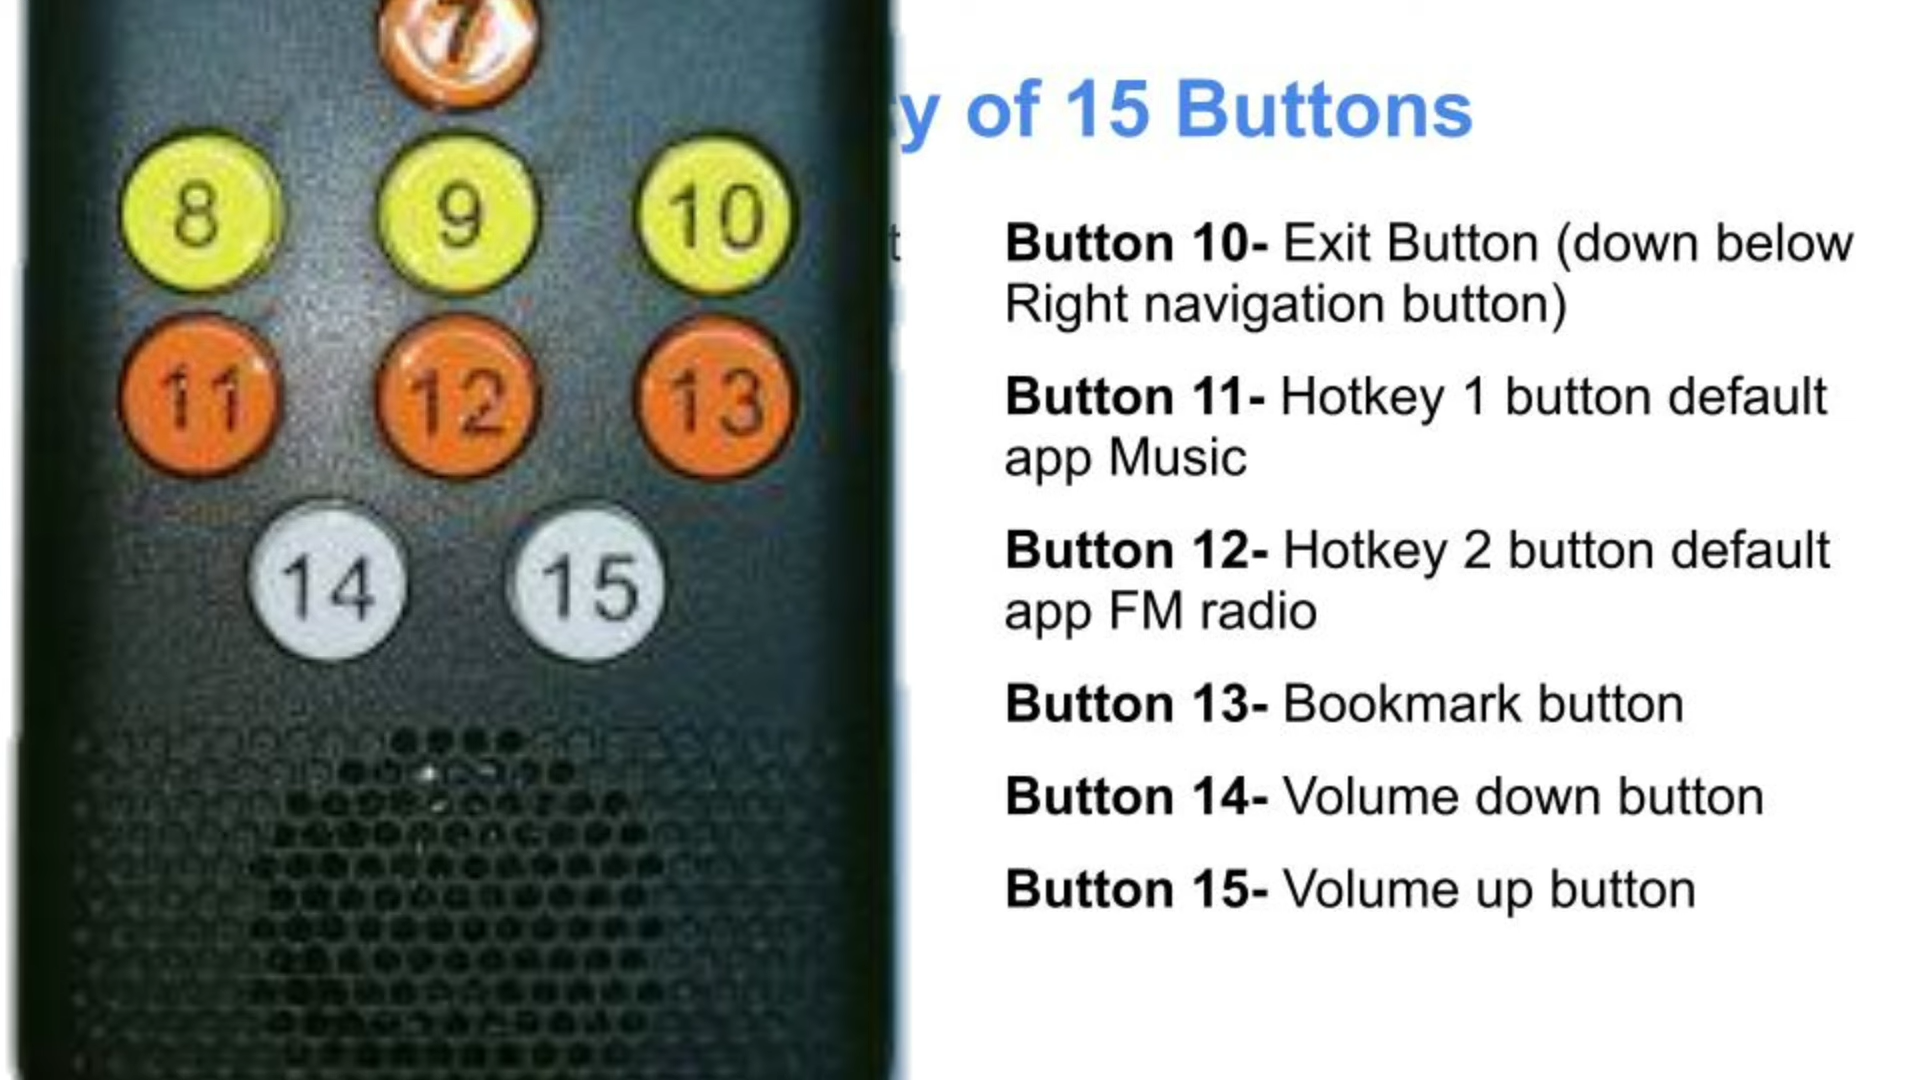 7
y of 15 Buttons
8 9 10
11 12 13
14 15
t
Button 10- Exit Button (down below
Right navigation button)
Button 11- Hotkey 1 button default
app Music
Button 12- Hotkey 2 button default
app FM radio
Button 13- Bookmark button
Button 14- Volume down button
Button 15- Volume up button